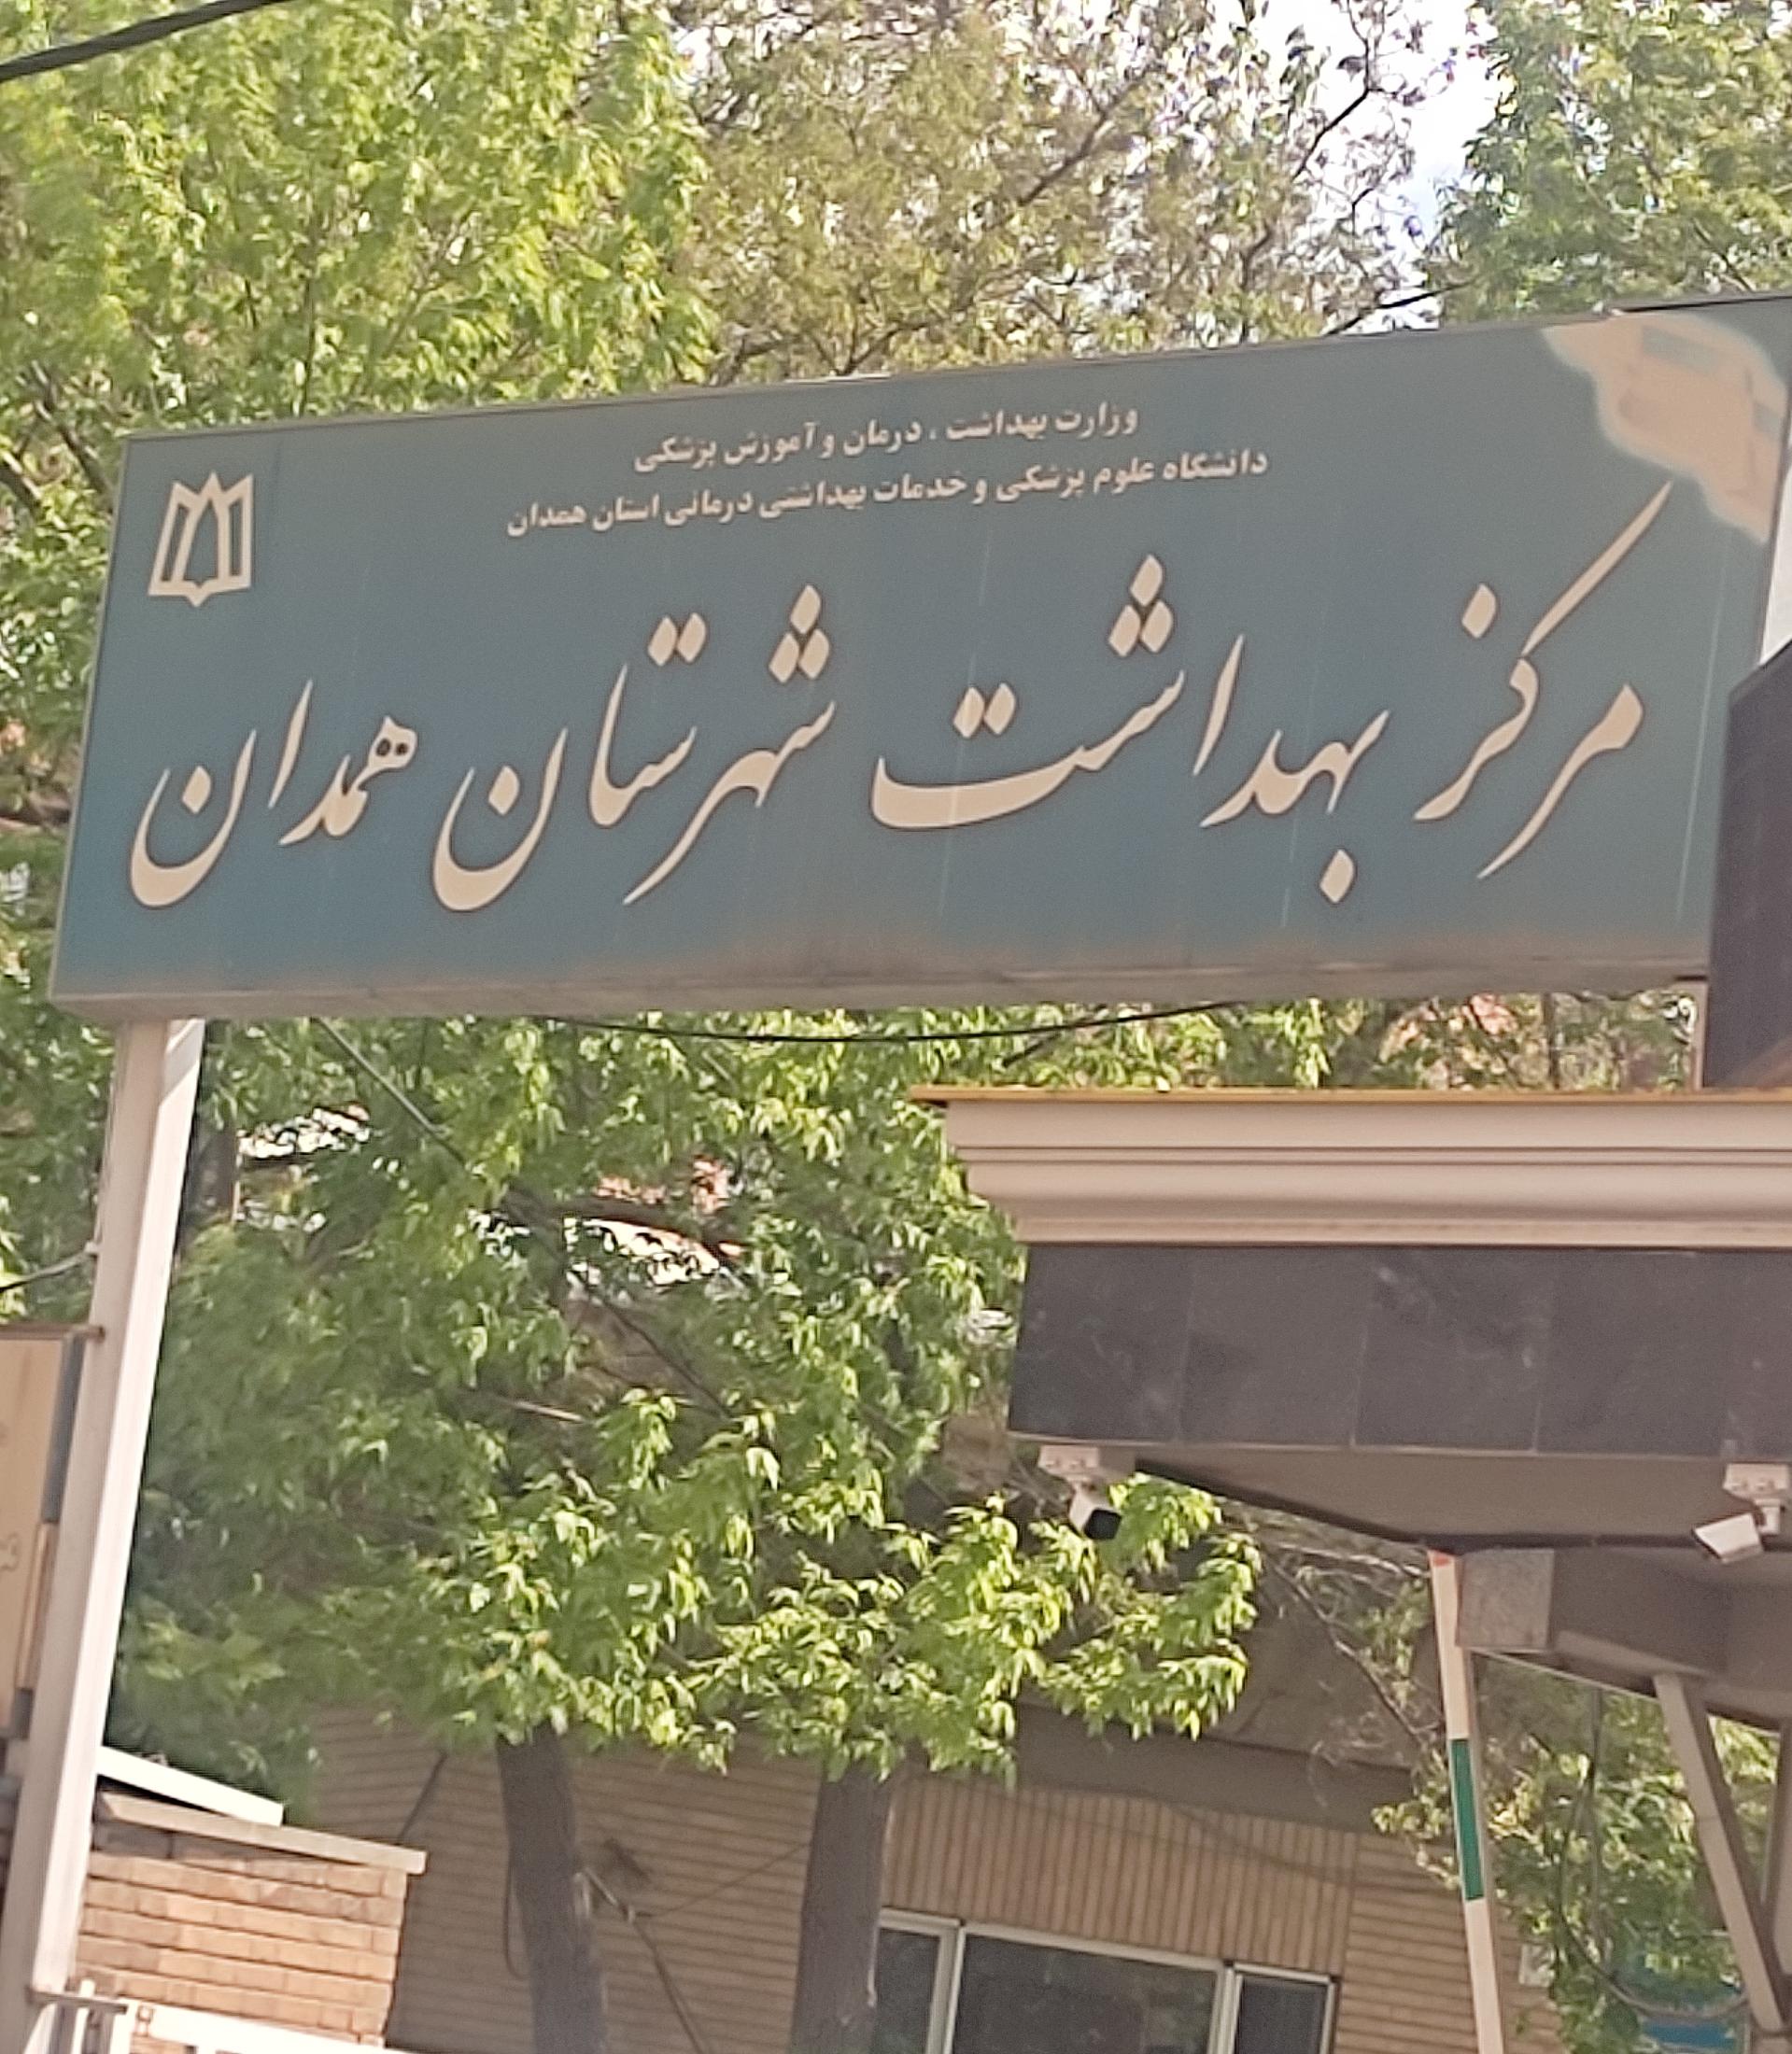 وزارت بهداشت ، درمان و آموزش پزشکی
دانشگاه علوم پزشکی و خدمات بهداشتی درمانی استان همدان
مرکز بهداشت شهرستان همدان